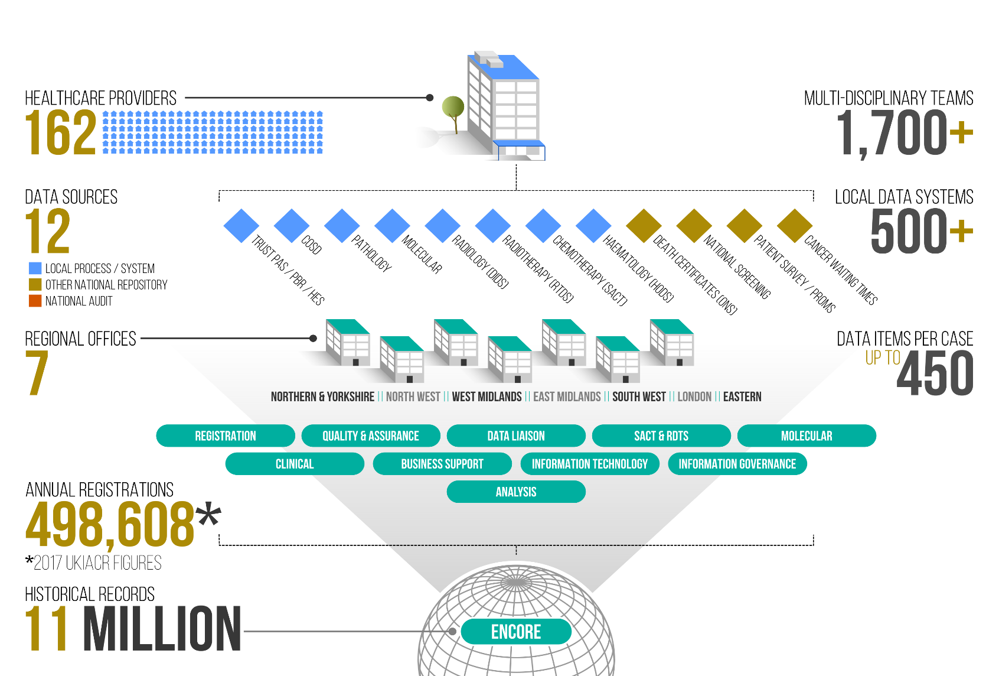 HEALTHCARE PROVIDERS
162
MULTI-DISCIPLINARY TEAMS
1,700+
DATA SOURCES
12
LOCAL PROCESS / SYSTEM
OTHER NATIONAL REPOSITORY
NATIONAL AUDIT
TRUST PAS / PBR / HES
COSD
PATHOLOGY
MOLECULAR
RADIOLOGY (DIDS)
RADIOTHERAPY (RTDS)
CHEMOTHERAPY (SACT)
HAEMATOLOGY (HODS)
DEATH CERTIFICATES (ONS)
NATIONAL SCREENING
PATIENT SURVEY / PROMS
CANCER WAITING TIMES
LOCAL DATA SYSTEMS
500+
REGIONAL OFFICES
7
DATA ITEMS PER CASE
UP TO 450
NORTHERN & YORKSHIRE || NORTH WEST || WEST MIDLANDS || EAST MIDLANDS || SOUTH WEST || LONDON || EASTERN
REGISTRATION
QUALITY & ASSURANCE
DATA LIAISON
SACT & RDTS
MOLECULAR
CLINICAL
BUSINESS SUPPORT
INFORMATION TECHNOLOGY
INFORMATION GOVERNANCE
ANALYSIS
ANNUAL REGISTRATIONS
498,608*
*2017 UKIACR FIGURES
HISTORICAL RECORDS
11 MILLION
ENCORE